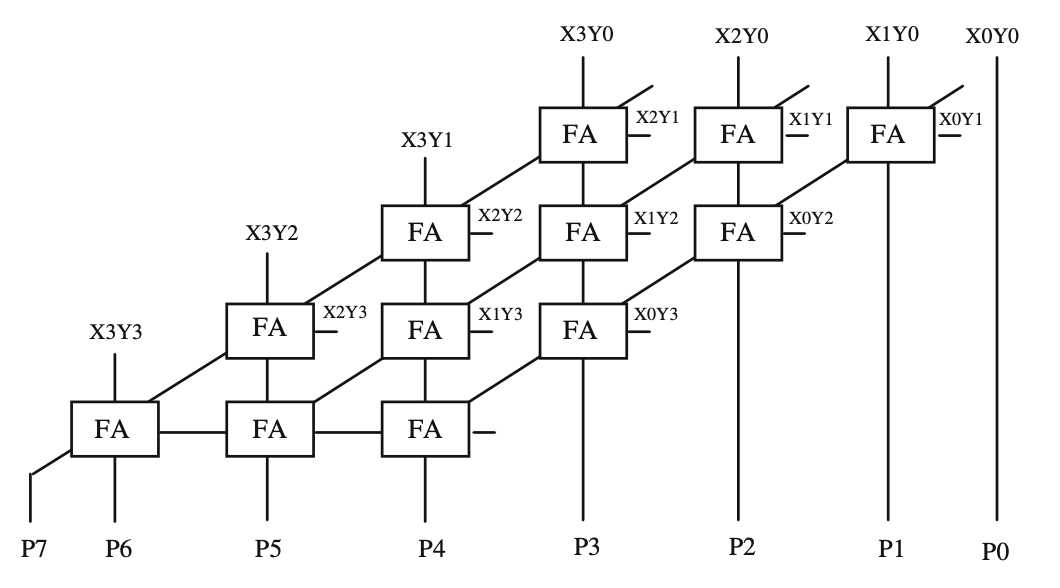 X3Y0 X2Y0 X1Y0 X0Y0
FA X2Y1 FA X1Y1 FA X0Y1
X3Y1
FA X2Y2 FA X1Y2 FA X0Y2
X3Y2
FA X2Y3 FA X1Y3 FA X0Y3
X3Y3
FA FA FA
P7 P6 P5 P4 P3 P2 P1 P0